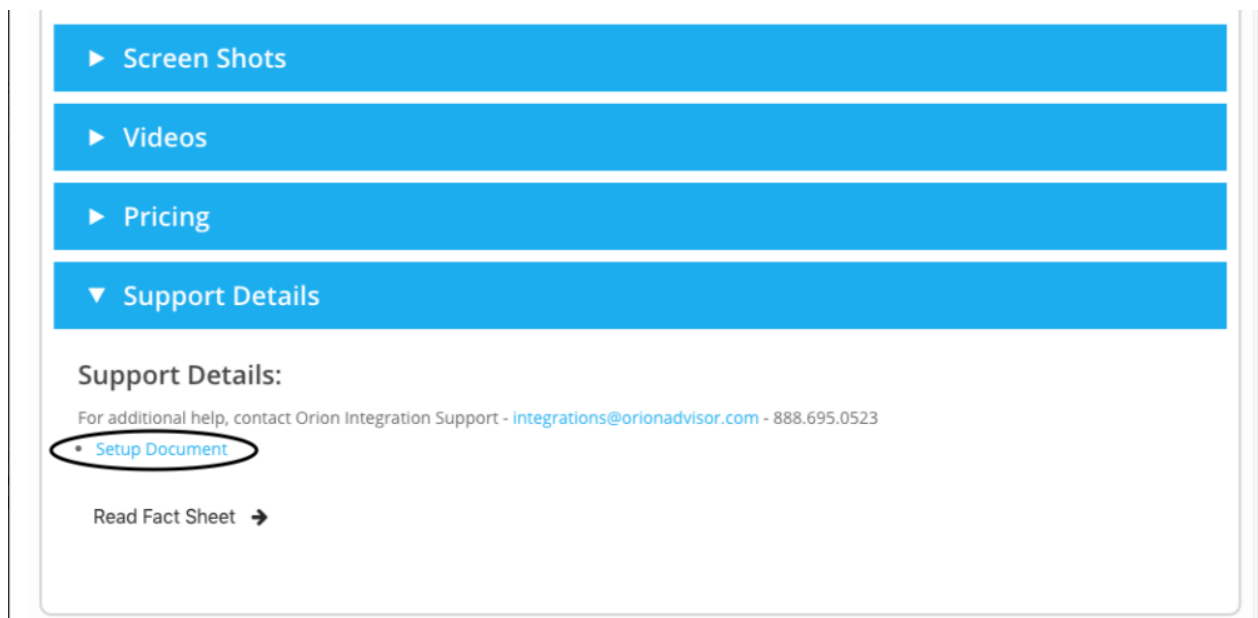 Screen Shots
Videos
Pricing
Support Details
Support Details:
For additional help, contact Orion Integration Support - integrations@orionadvisor.com - 888.695.0523
• Setup Document
Read Fact Sheet →